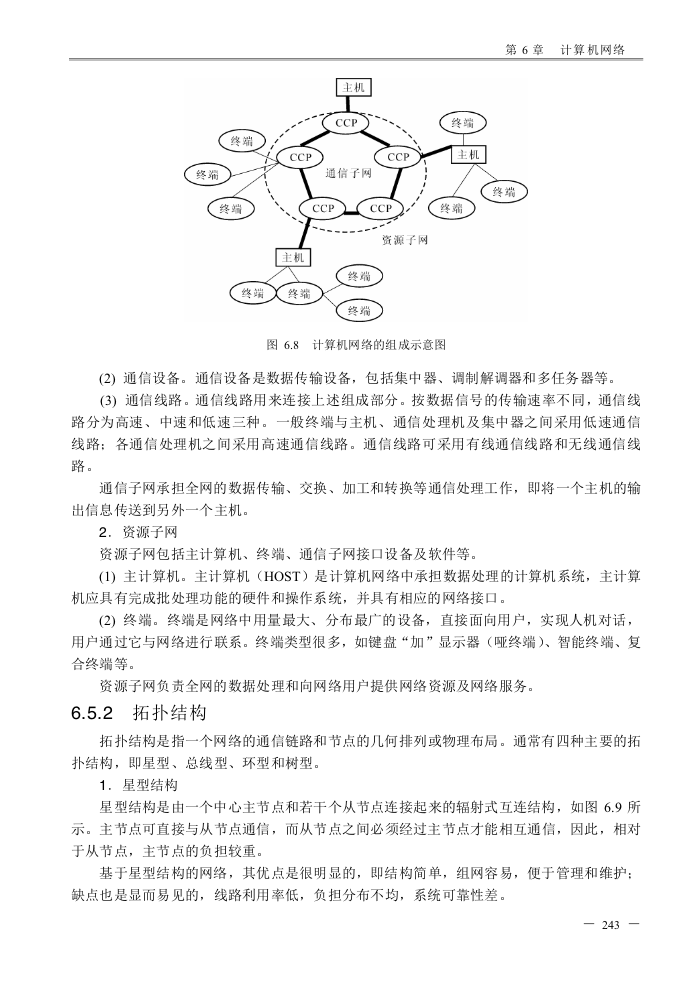 第 6 章 计算机网络
主机
CCP
终端
终端
CCP
CCP
主机
终端
通信子网
终端
终端
CCP
CCP
终端
资源子网
主机
终端
终端
终端
终端
图 6.8 计算机网络的组成示意图
(2) 通信设备。通信设备是数据传输设备，包括集中器、调制解调器和多任务器等。
(3) 通信线路。通信线路用来连接上述组成部分。按数据信号的传输速率不同，通信线
路分为高速、中速和低速三种。一般终端与主机、通信处理机及集中器之间采用低速通信
线路；各通信处理机之间采用高速通信线路。通信线路可采用有线通信线路和无线通信线
路。
通信子网承担全网的数据传输、交换、加工和转换等通信处理工作，即将一个主机的输
出信息传送到另外一个主机。
2．资源子网
资源子网包括主计算机、终端、通信子网接口设备及软件等。
(1) 主计算机。主计算机（HOST）是计算机网络中承担数据处理的计算机系统，主计算
机应具有完成批处理功能的硬件和操作系统，并具有相应的网络接口。
(2) 终端。终端是网络中用量最大、分布最广的设备，直接面向用户，实现人机对话，
用户通过它与网络进行联系。终端类型很多，如键盘“加”显示器（哑终端）、智能终端、复
合终端等。
资源子网负责全网的数据处理和向网络用户提供网络资源及网络服务。
6.5.2 拓扑结构
拓扑结构是指一个网络的通信链路和节点的几何排列或物理布局。通常有四种主要的拓
扑结构，即星型、总线型、环型和树型。
1．星型结构
星型结构是由一个中心主节点和若干个从节点连接起来的辐射式互连结构，如图 6.9 所
示。主节点可直接与从节点通信，而从节点之间必须经过主节点才能相互通信，因此，相对
于从节点，主节点的负担较重。
基于星型结构的网络，其优点是很明显的，即结构简单，组网容易，便于管理和维护；
缺点也是显而易见的，线路利用率低，负担分布不均，系统可靠性差。
— 243 —